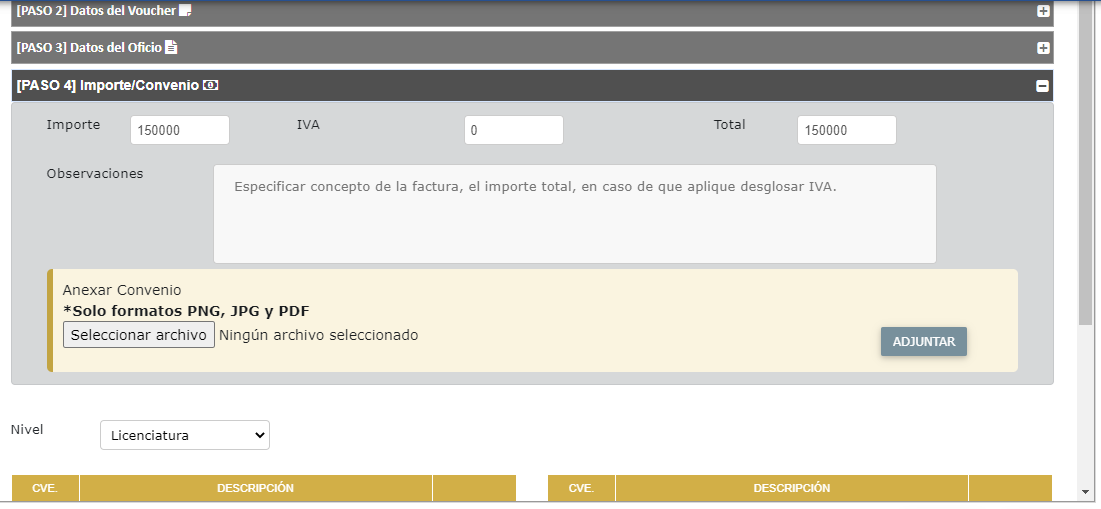 [PASO 2] Datos del Voucher
[PASO 3] Datos del Oficio
[PASO 4] Importe/Convenio
Importe 150000 IVA 0 Total 150000
Observaciones
Especificar concepto de la factura, el importe total, en caso de que aplique desglosar IVA.
Anexar Convenio
*Solo formatos PNG, JPG y PDF
Seleccionar archivo Ningún archivo seleccionado
ADJUNTAR
Nivel Licenciatura
CVE. DESCRIPCIÓN CVE. DESCRIPCIÓN